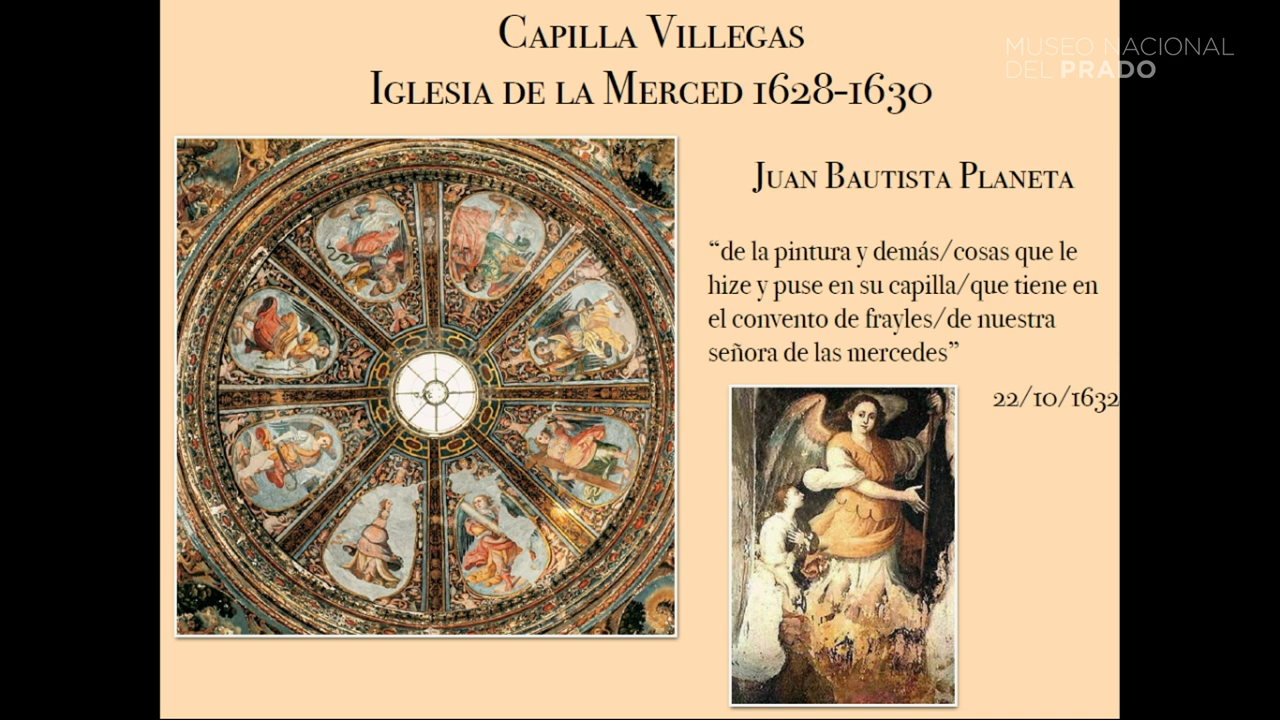 Capilla Villegas
Iglesia de la Merced 1628-1630
MUSEO NACIONAL
DEL PRADO
Juan Bautista Planeta
“de la pintura y demás/cosas que le
hize y puse en su capilla/que tiene en
el convento de frayles/de nuestra
señora de las mercedes”
22/10/1632